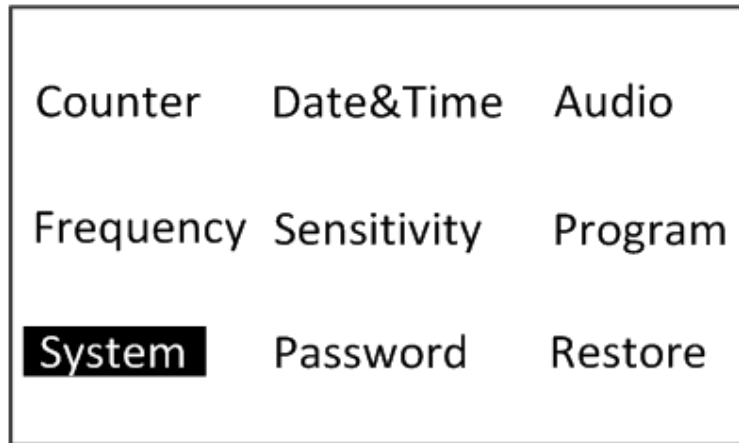 Counter Date&Time Audio
Frequency Sensitivity Program
System Password Restore